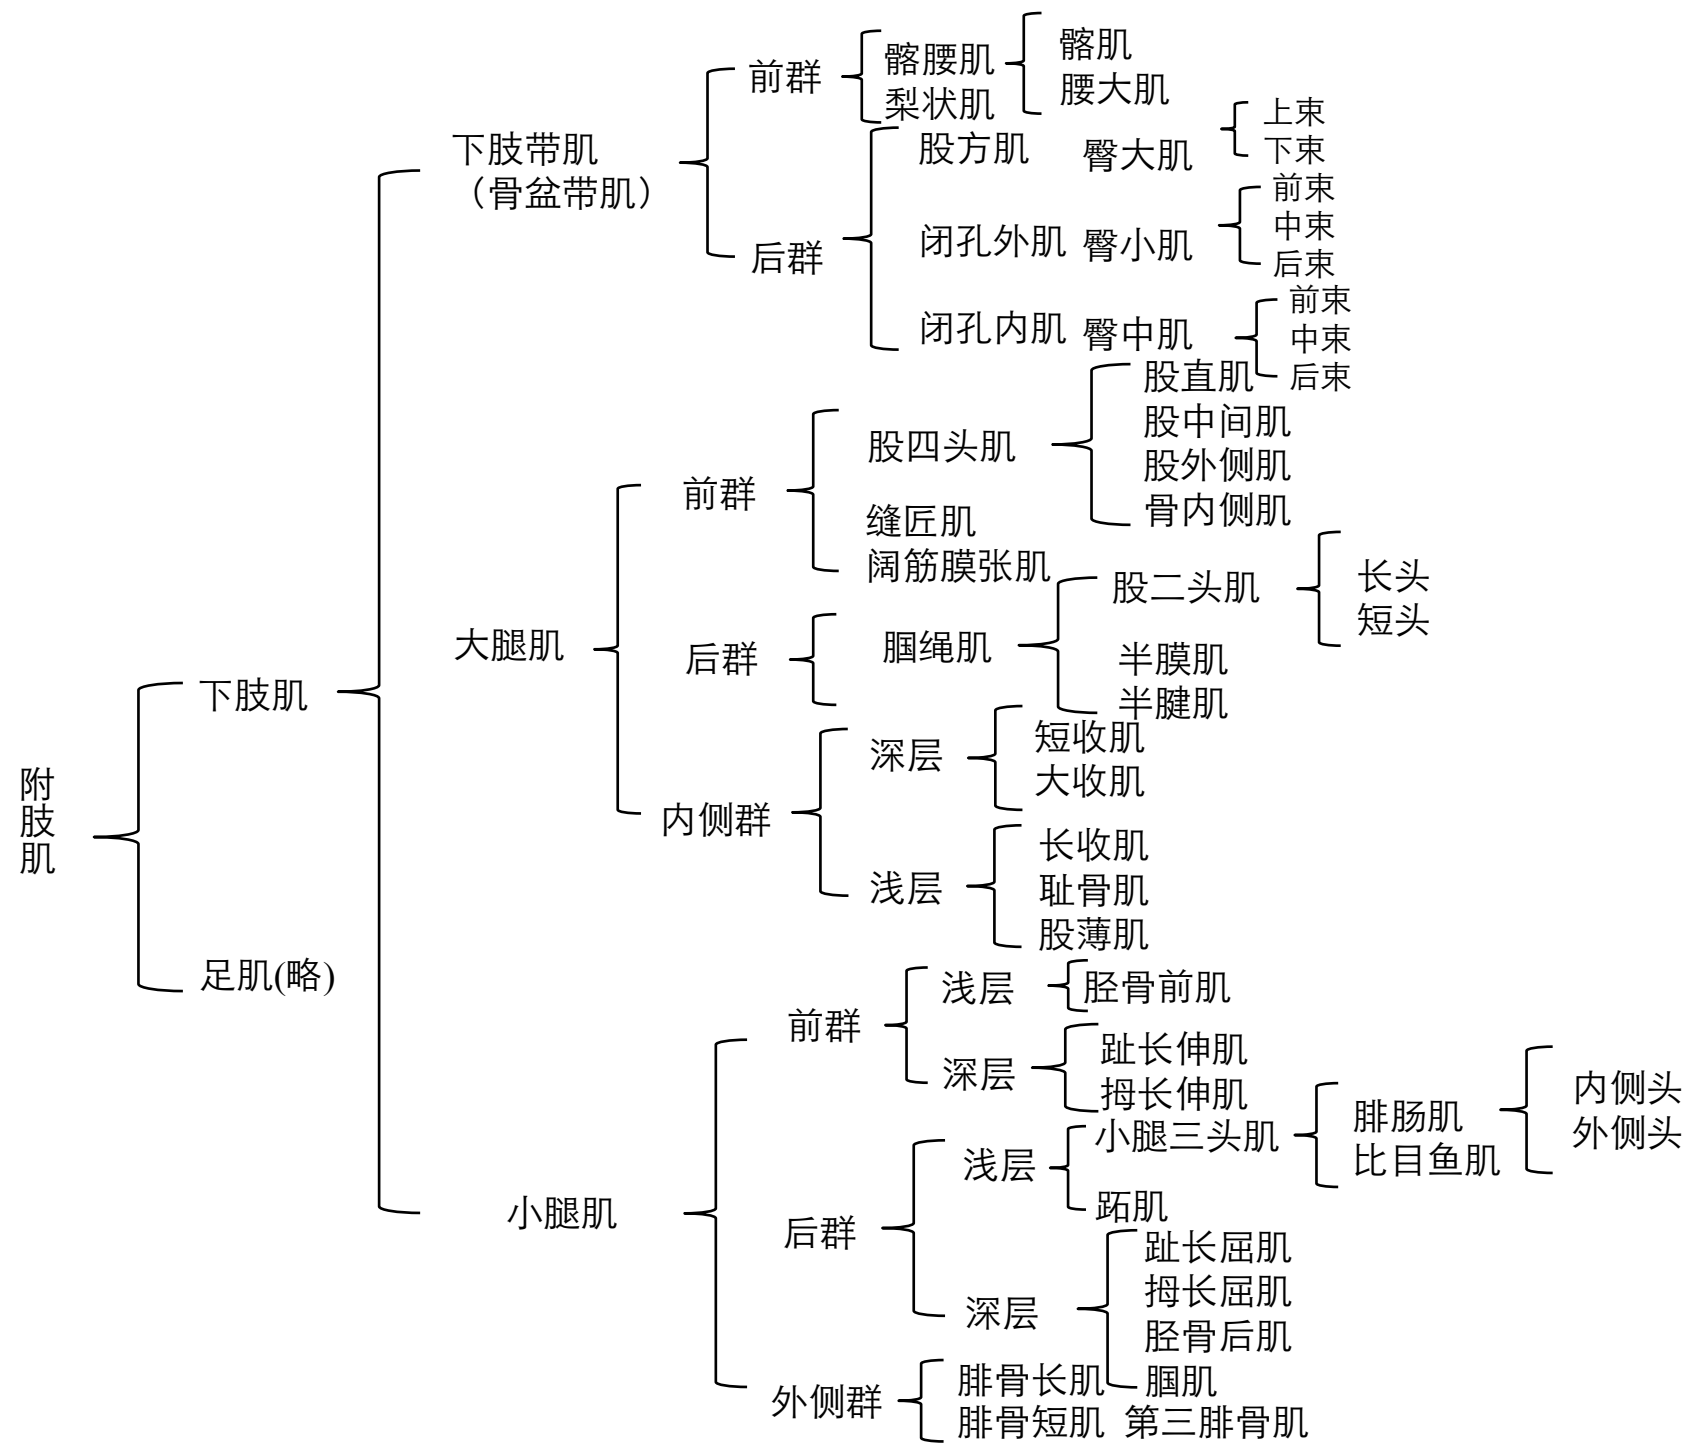 附肢肌
下肢肌
足肌(略)
下肢带肌
（骨盆带肌）
前群
髂腰肌
梨状肌
髂肌
腰大肌
后群
股方肌
臀大肌
上束
下束
闭孔外肌
臀小肌
前束
中束
后束
闭孔内肌
臀中肌
前束
中束
后束
大腿肌
前群
股四头肌
股直肌
股中间肌
股外侧肌
骨内侧肌
缝匠肌
阔筋膜张肌
后群
腘绳肌
股二头肌
长头
短头
半膜肌
半腱肌
内侧群
深层
短收肌
大收肌
浅层
长收肌
耻骨肌
股薄肌
小腿肌
前群
浅层
胫骨前肌
深层
趾长伸肌
拇长伸肌
后群
浅层
小腿三头肌
腓肠肌
比目鱼肌
内侧头
外侧头
跖肌
深层
趾长屈肌
拇长屈肌
胫骨后肌
腘肌
外侧群
腓骨长肌
腓骨短肌
第三腓骨肌